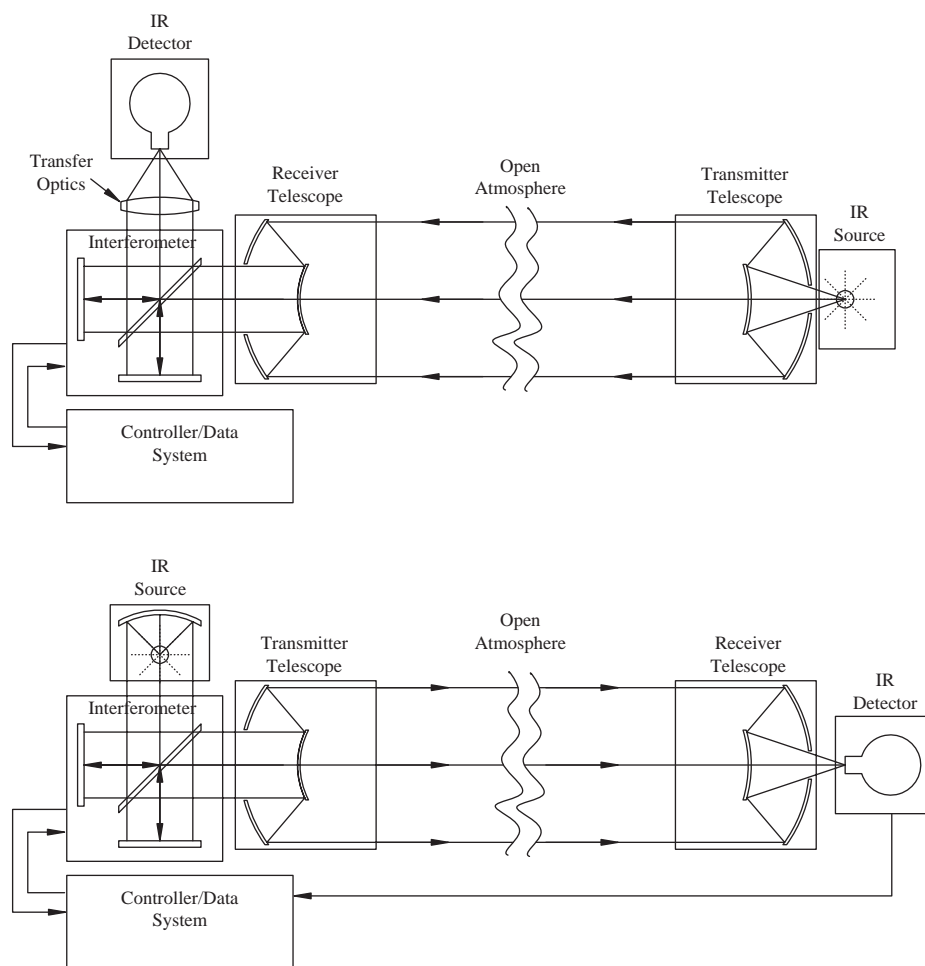 IR
Detector
Transfer
Optics
Receiver
Telescope
Open
Atmosphere
Transmitter
Telescope
IR
Source
Interferometer
Controller/Data
System
IR
Source
Transmitter
Telescope
Open
Atmosphere
Receiver
Telescope
IR
Detector
Interferometer
Controller/Data
System